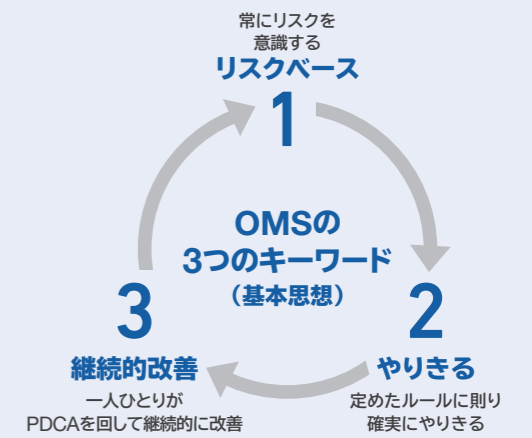 常にリスクを
意識する
リスクベース
1
OMSの
3つのキーワード
（基本思想）
2
やりきる
定めたルールに則り
確実にやりきる
3
継続的改善
一人ひとりが
PDCAを回して継続的に改善